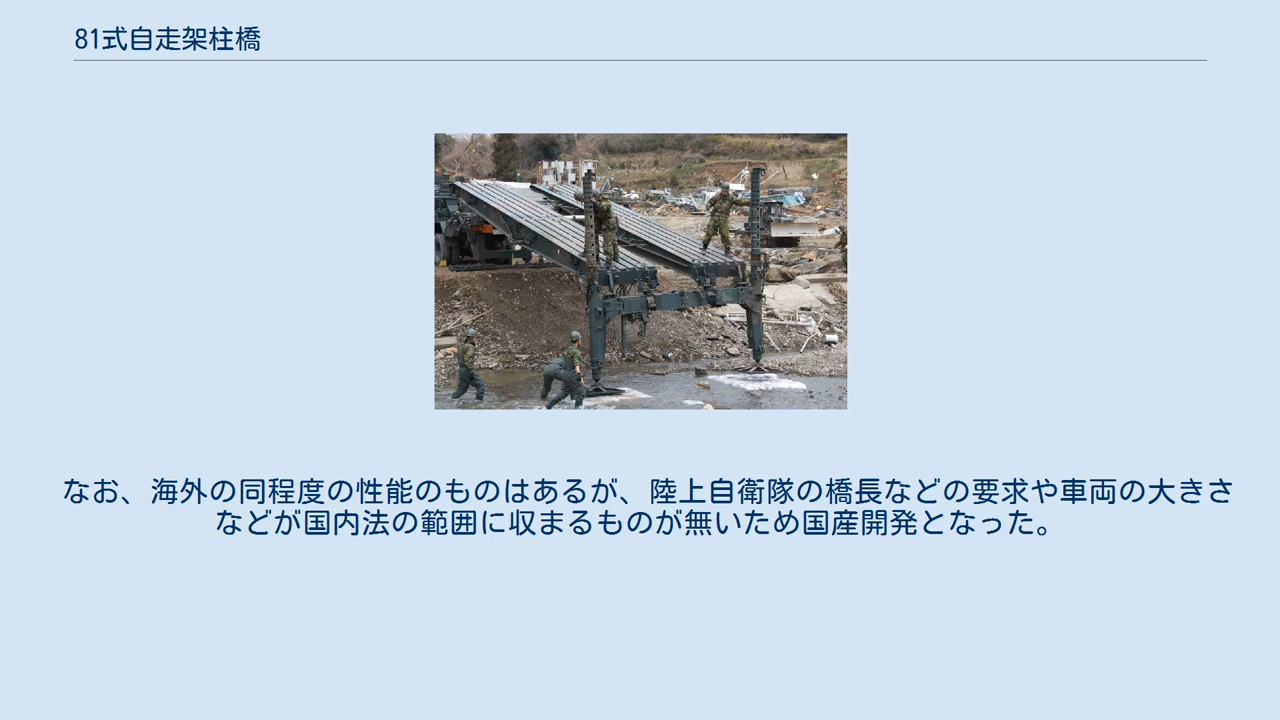 81式自走架柱橋
なお、海外の同程度の性能のものはあるが、陸上自衛隊の橋長などの要求や車両の大きさ
などが国内法の範囲に収まるものが無いため国産開発となった。